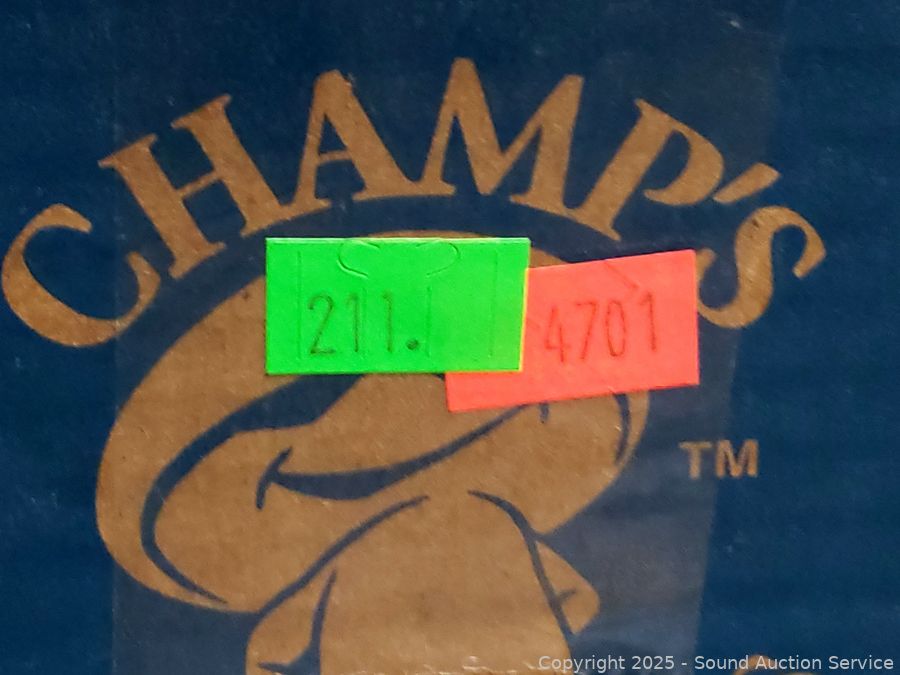 CHAMP'S
211.
4701
TM
Copyright 2025 - Sound Auction Service